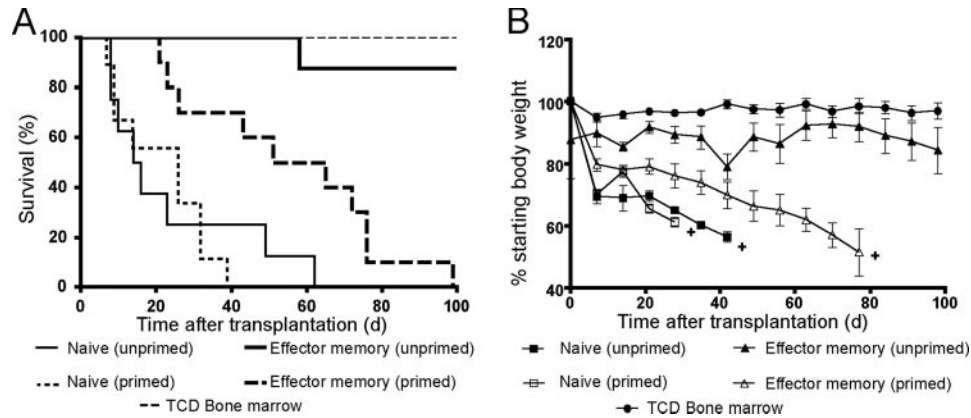 A
B
Survival (%)
100
80
60
40
20
0
0 20 40 60 80 100
Time after transplantation (d)
Naive (unprimed)
Effector memory (unprimed)
Naive (primed)
Effector memory (primed)
TCD Bone marrow
% starting body weight
120
100
80
60
40
+
+
+
0 20 40 60 80 100
Time after transplantation (d)
Naive (unprimed)
Effector memory (unprimed)
Naive (primed)
Effector memory (primed)
TCD Bone marrow